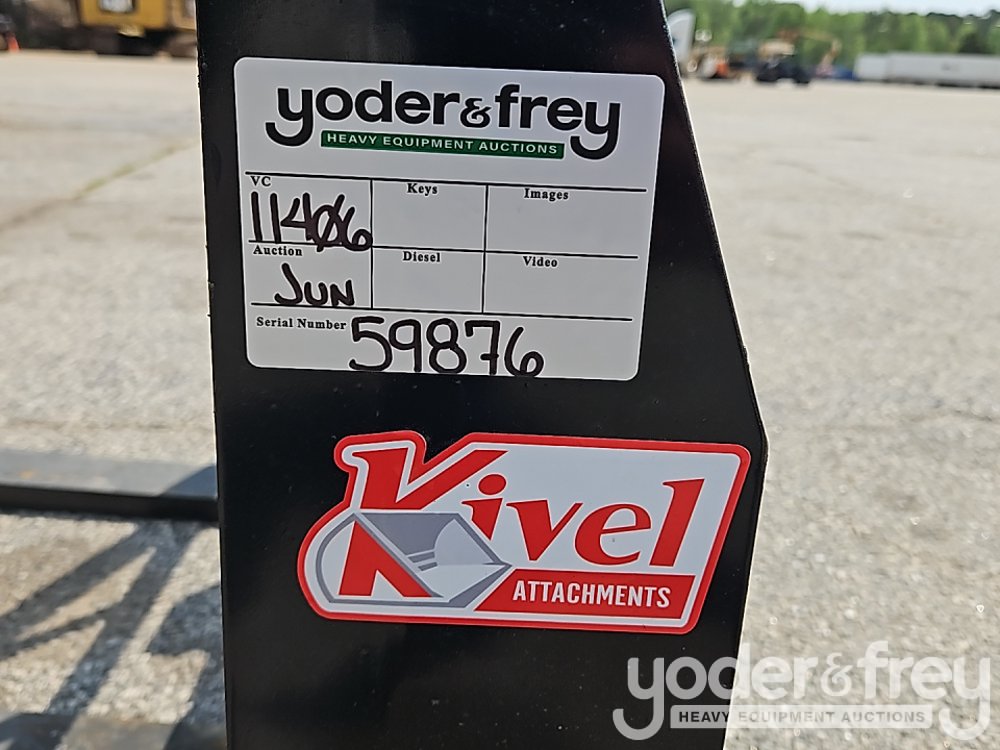 yoder&frey
HEAVY EQUIPMENT AUCTIONS
VC Keys Images
11406
Auction Diesel Video
Jun
Serial Number 59876
Kivel
ATTACHMENTS
yoder&frey
HEAVY EQUIPMENT AUCTIONS